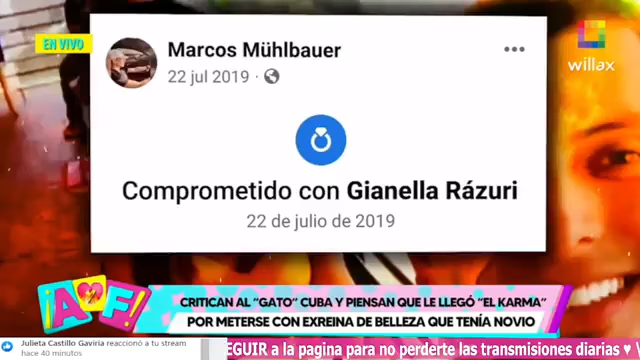 EN VIVO
Marcos Mühlbauer
22 jul 2019 ·
willax
Comprometido con Gianella Rázuri
22 de julio de 2019
¡A F!
CRITICAN AL “GATO” CUBA Y PIENSAN QUE LE LLEGÓ “EL KARMA”
POR METERSE CON EXREINA DE BELLEZA QUE TENÍA NOVIO
Julieta Castillo Gaviria reaccionó a tu stream
hace 40 minutos
EGUIR a la pagina para no perderte las transmisiones diarias ♥